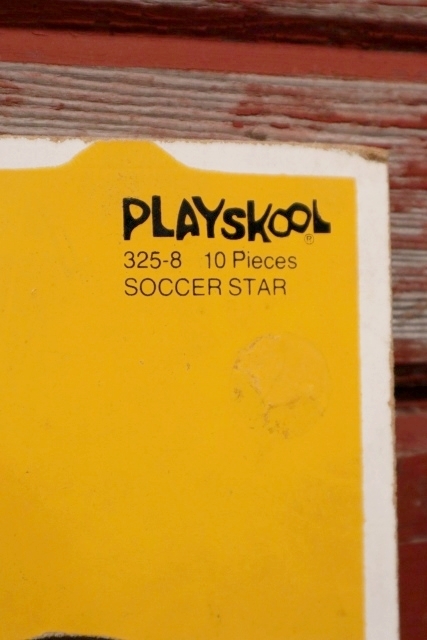 PLAYSKOOL®
325-8 10 Pieces
SOCCER STAR